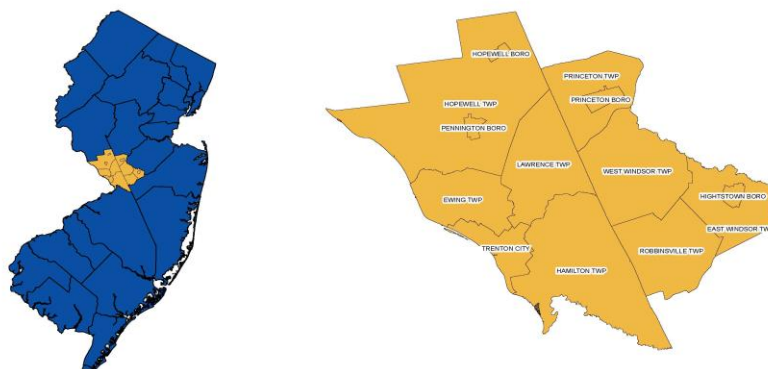 HOPEWELL BORO
PRINCETON TWP
PRINCETON BORO
HOPEWELL TWP
PENNINGTON BORO
LAWRENCE TWP
WEST WINDSOR TWP
EWING TWP
HIGHTSTOWN BORO
EAST WINDSOR TW
TRENTON CITY
ROBBINSVILLE TWP
HAMILTON TWP